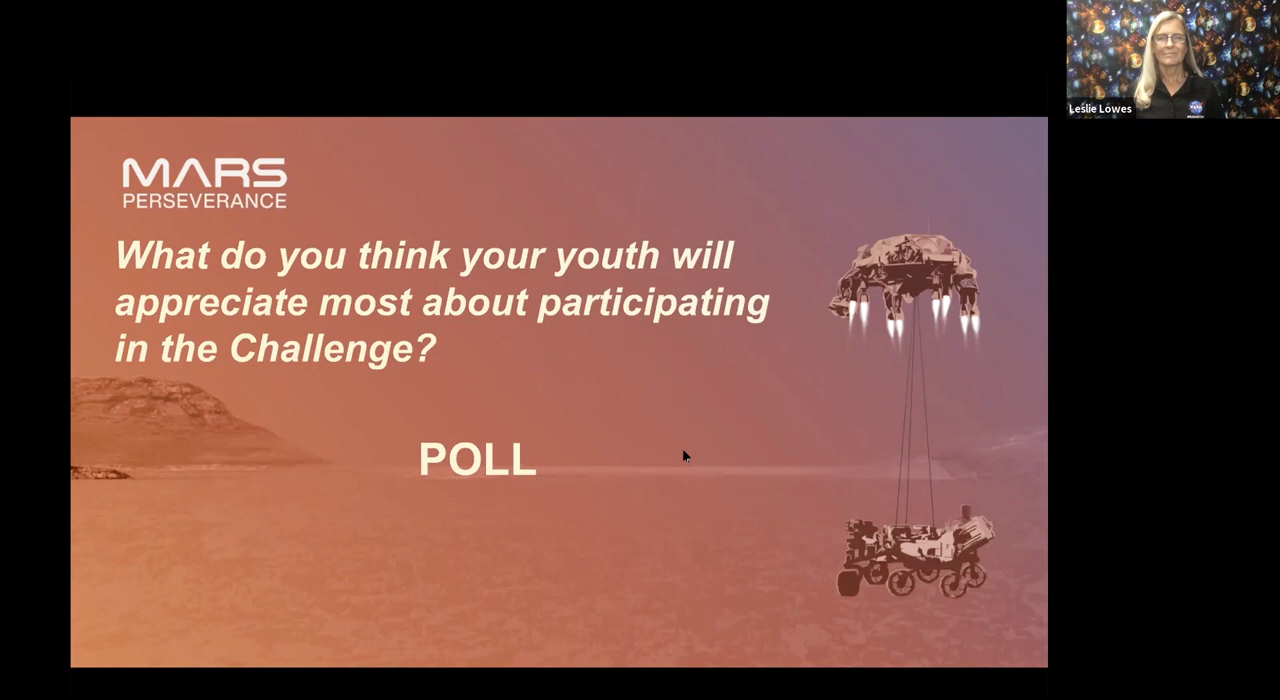 Leslie Lowes
NASA
MARS
PERSEVERANCE
What do you think your youth will
appreciate most about participating
in the Challenge?
POLL